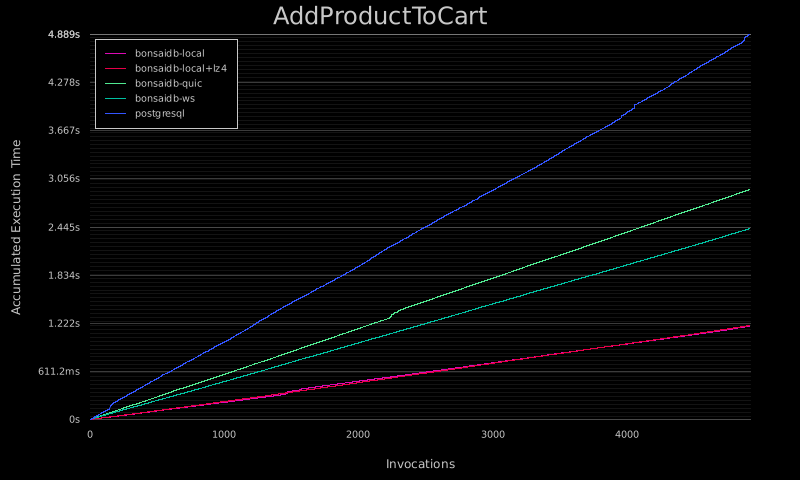 AddProductToCart
4.889s
4.278s
3.667s
3.056s
2.445s
1.834s
1.222s
611.2ms
0s
Accumulated Execution Time
bonsaidb-local
bonsaidb-local+lz4
bonsaidb-quic
bonsaidb-ws
postgresql
0 1000 2000 3000 4000
Invocations